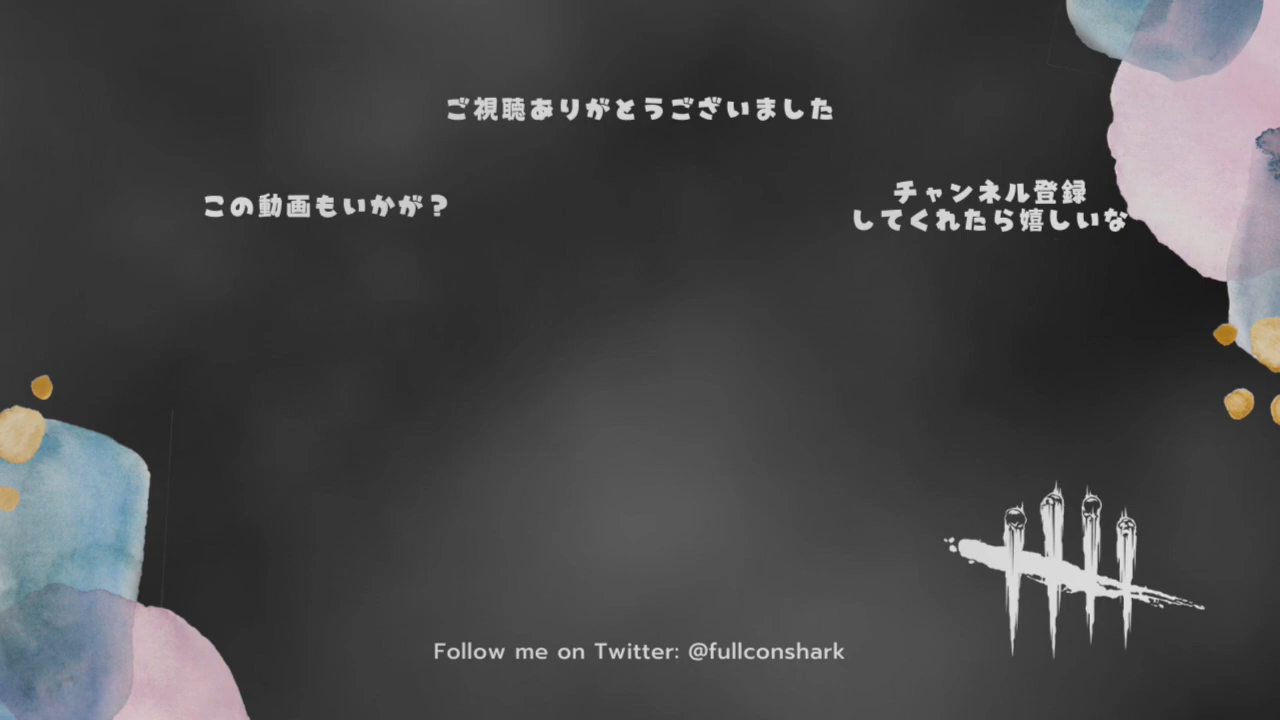 ご視聴ありがとうございました
この動画もいかが？
チャンネル登録
してくれたら嬉しいな
Follow me on Twitter: @fullconshark